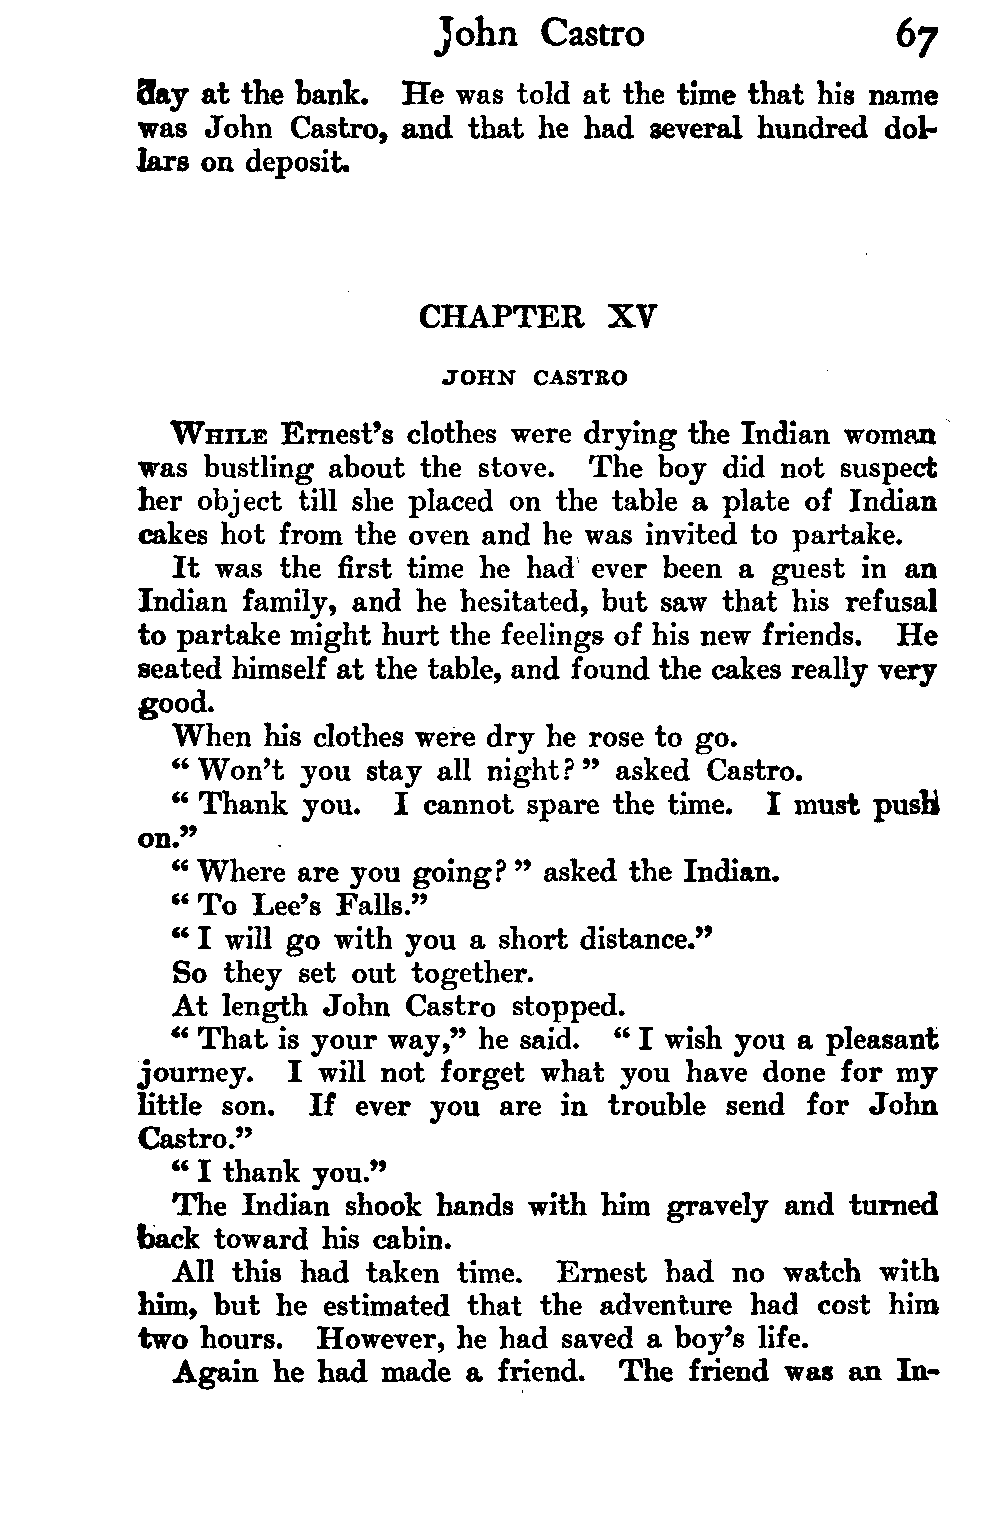 John Castro 67
day at the bank. He was told at the time that his name
was John Castro, and that he had several hundred dol-
lars on deposit.
CHAPTER XV
JOHN CASTRO
WHILE Ernest's clothes were drying the Indian woman
was bustling about the stove. The boy did not suspect
her object till she placed on the table a plate of Indian
cakes hot from the oven and he was invited to partake.
It was the first time he had ever been a guest in an
Indian family, and he hesitated, but saw that his refusal
to partake might hurt the feelings of his new friends. He
seated himself at the table, and found the cakes really very
good.
When his clothes were dry he rose to go.
“Won't you stay all night?” asked Castro.
“Thank you. I cannot spare the time. I must push
on.”
“Where are you going?” asked the Indian.
“To Lee's Falls.”
“I will go with you a short distance.”
So they set out together.
At length John Castro stopped.
“That is your way,” he said. “I wish you a pleasant
journey. I will not forget what you have done for my
little son. If ever you are in trouble send for John
Castro.”
“I thank you.”
The Indian shook hands with him gravely and turned
back toward his cabin.
All this had taken time. Ernest had no watch with
him, but he estimated that the adventure had cost him
two hours. However, he had saved a boy's life.
Again he had made a friend. The friend was an In-